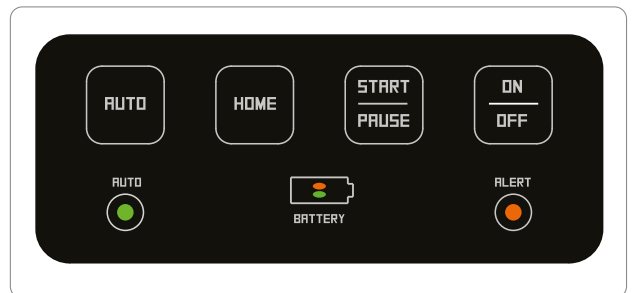 AUTO
HOME
START
PAUSE
ON
OFF
AUTO
BATTERY
ALERT